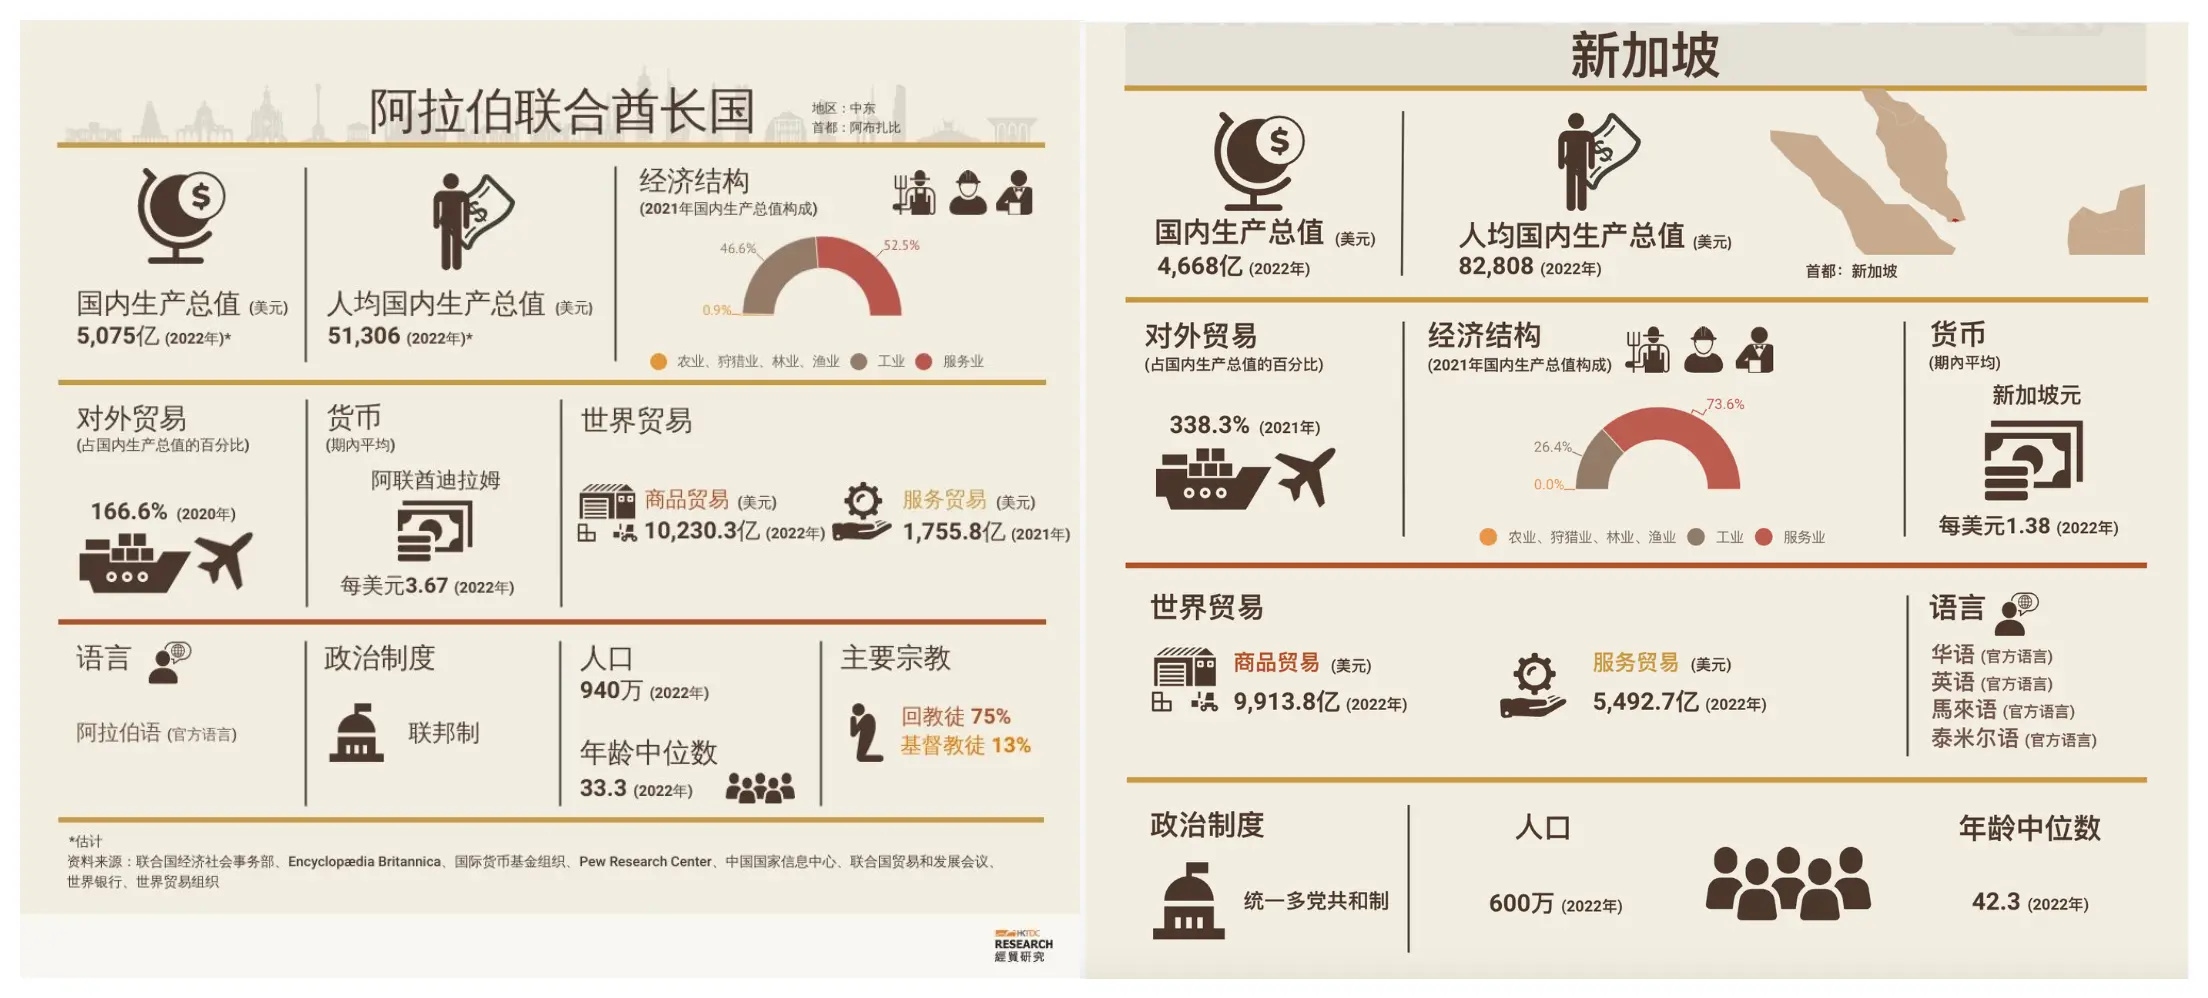 阿拉伯联合酋长国
地区：中东
首都：阿布扎比
国内生产总值 (美元)
5,075亿 (2022年)*
人均国内生产总值 (美元)
51,306 (2022年)*
经济结构
(2021年国内生产总值构成)
46.6%
52.5%
0.9%
农业、狩猎业、林业、渔业 工业 服务业
对外贸易
(占国内生产总值的百分比)
166.6% (2020年)
货币
(期內平均)
阿联酋迪拉姆
每美元3.67 (2022年)
世界贸易
商品贸易 (美元)
10,230.3亿 (2022年)
服务贸易 (美元)
1,755.8亿 (2021年)
语言
阿拉伯语 (官方语言)
政治制度
联邦制
人口
940万 (2022年)
年龄中位数
33.3 (2022年)
主要宗教
回教徒 75%
基督教徒 13%
*估计
资料来源：联合国经济社会事务部、Encyclopædia Britannica、国际货币基金组织、Pew Research Center、中国国家信息中心、联合国贸易和发展会议、
世界银行、世界贸易组织
HKTDC
RESEARCH
經貿研究
新加坡
国内生产总值 (美元)
4,668亿 (2022年)
人均国内生产总值 (美元)
82,808 (2022年)
首都：新加坡
对外贸易
(占国内生产总值的百分比)
338.3% (2021年)
经济结构
(2021年国内生产总值构成)
73.6%
26.4%
0.0%
农业、狩猎业、林业、渔业 工业 服务业
货币
(期內平均)
新加坡元
每美元1.38 (2022年)
世界贸易
商品贸易 (美元)
9,913.8亿 (2022年)
服务贸易 (美元)
5,492.7亿 (2022年)
语言
华语 (官方语言)
英语 (官方语言)
馬來语 (官方语言)
泰米尔语 (官方语言)
政治制度
统一多党共和制
人口
600万 (2022年)
年龄中位数
42.3 (2022年)